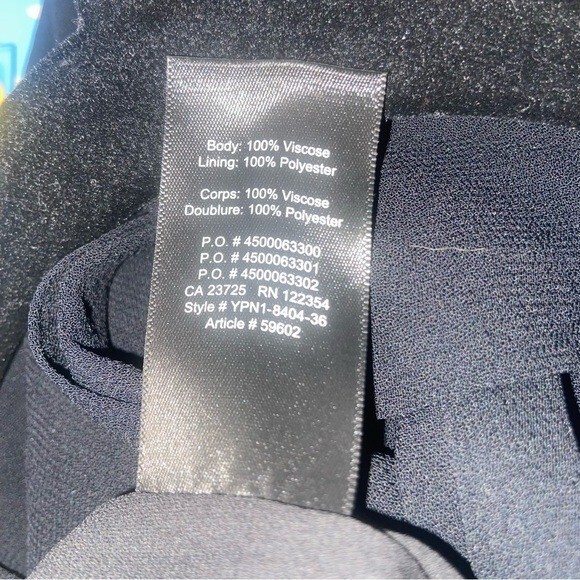 Body: 100% Viscose
Lining: 100% Polyester
Corps: 100% Viscose
Doublure: 100% Polyester
P.O. # 4500063300
P.O. # 4500063301
P.O. # 4500063302
CA 23725 RN 122354
Style # YPN1-8404-36
Article # 59602